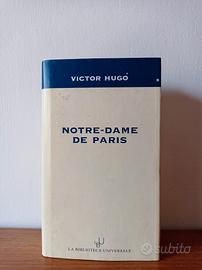 VICTOR HUGO
NOTRE-DAME
DE PARIS
LA BIBLIOTECA UNIVERSALE
subito